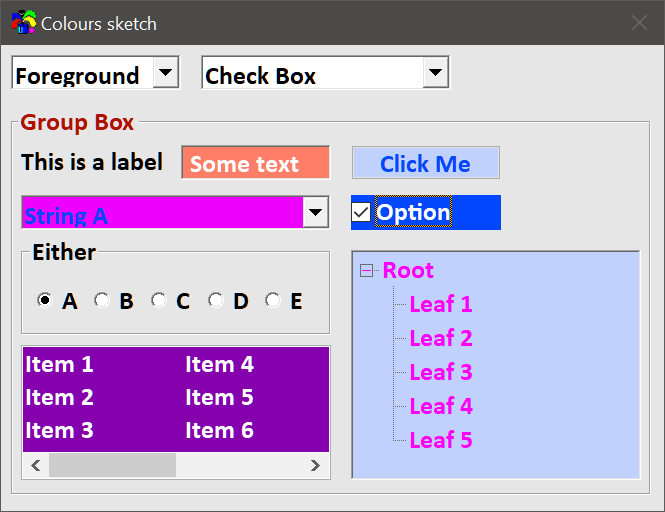 Colours sketch
Foreground Check Box
Group Box
This is a label Some text Click Me
String A Option
Either
A B C D E
Root
Leaf 1
Leaf 2
Leaf 3
Leaf 4
Leaf 5
Item 1 Item 4
Item 2 Item 5
Item 3 Item 6